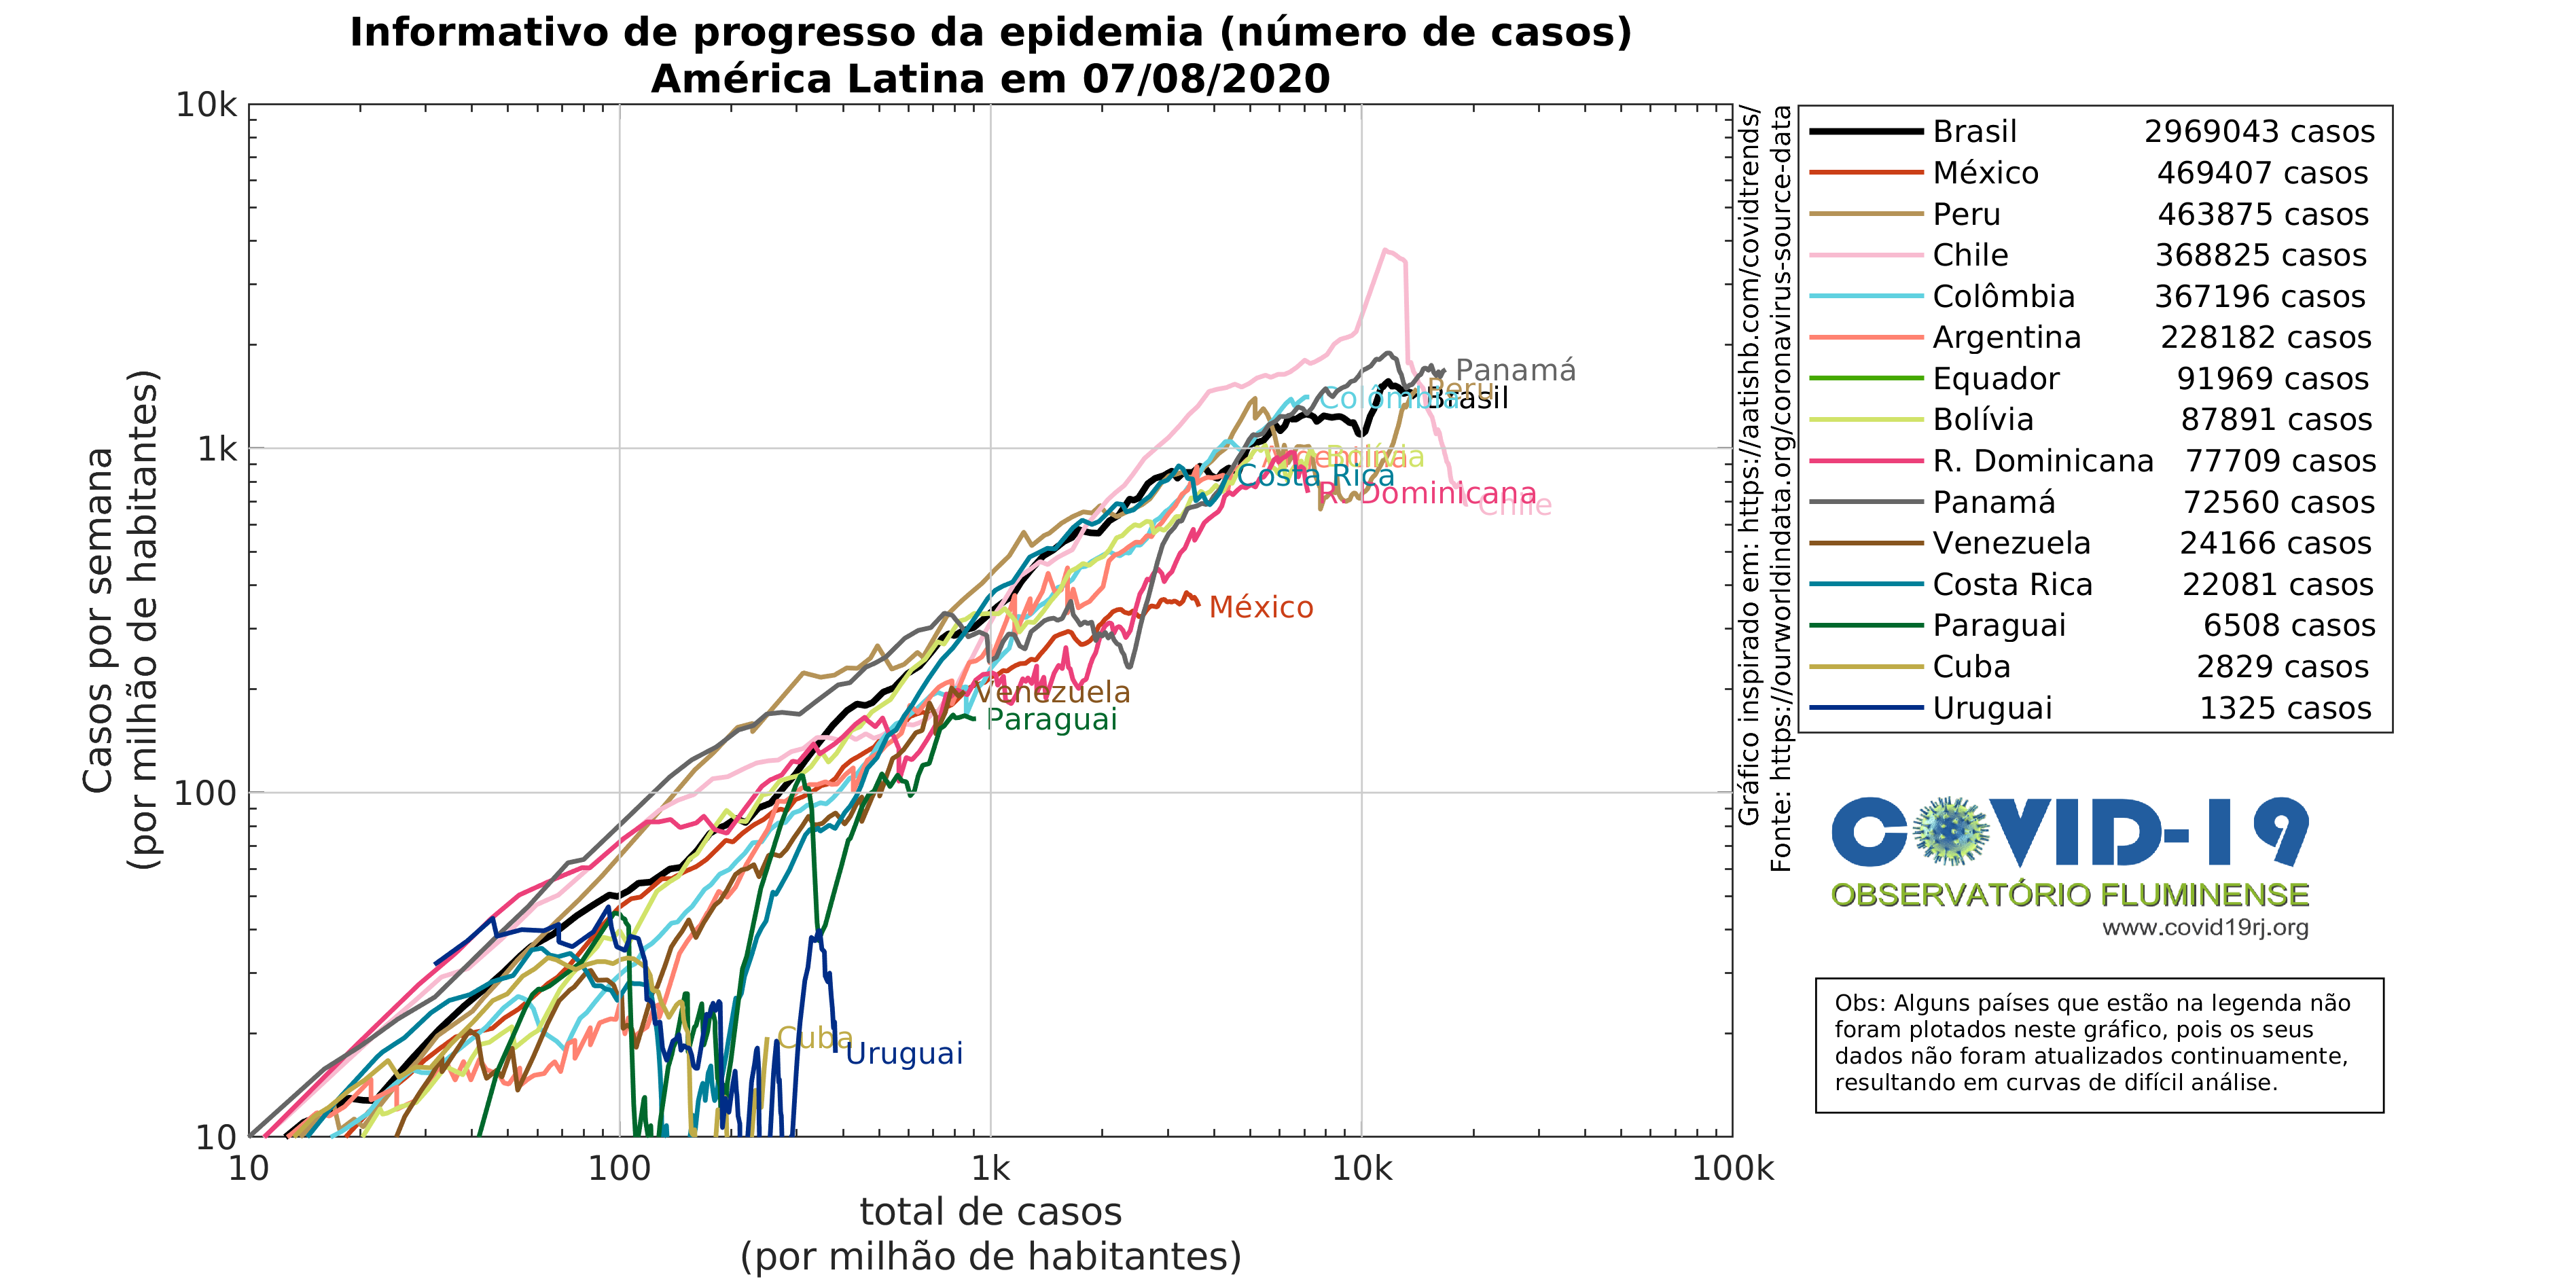 Informativo de progresso da epidemia (número de casos)
América Latina em 07/08/2020
10k
1k
100
10
Casos por semana
(por milhão de habitantes)
10
100
1k
10k
100k
total de casos
(por milhão de habitantes)
Panamá
Peru
Brasil
Colômbia
Bolívia
Argentina
Costa Rica
R. Dominicana
Chile
México
Venezuela
Paraguai
Cuba
Uruguai
Gráfico inspirado em: https://aatishb.com/covidtrends/
Fonte: https://ourworldindata.org/coronavirus-source-data
Brasil 2969043 casos
México 469407 casos
Peru 463875 casos
Chile 368825 casos
Colômbia 367196 casos
Argentina 228182 casos
Equador 91969 casos
Bolívia 87891 casos
R. Dominicana 77709 casos
Panamá 72560 casos
Venezuela 24166 casos
Costa Rica 22081 casos
Paraguai 6508 casos
Cuba 2829 casos
Uruguai 1325 casos
COVID-19
OBSERVATÓRIO FLUMINENSE
www.covid19rj.org
Obs: Alguns países que estão na legenda não
foram plotados neste gráfico, pois os seus
dados não foram atualizados continuamente,
resultando em curvas de difícil análise.